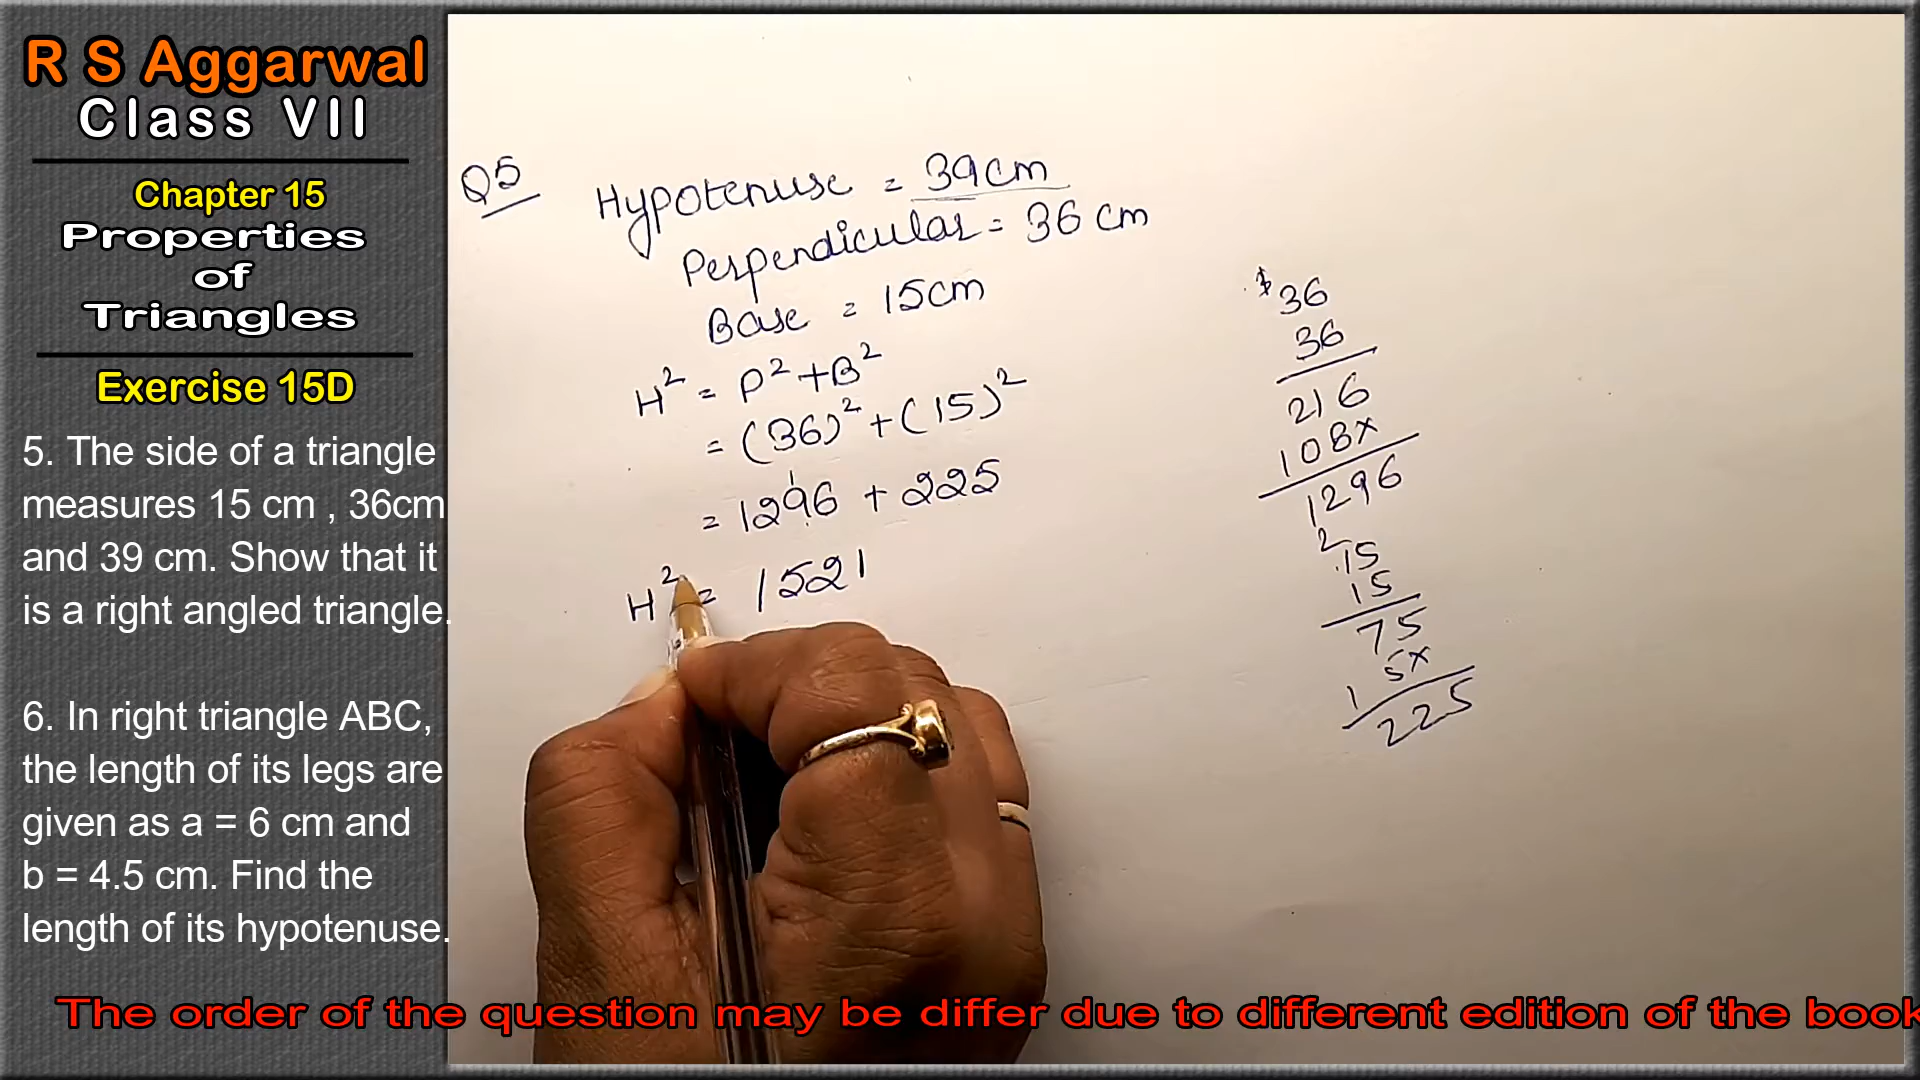 R S Aggarwal
Class VII
Chapter 15
Properties
of
Triangles
Exercise 15D
5. The side of a triangle
measures 15 cm , 36cm
and 39 cm. Show that it
is a right angled triangle.
6. In right triangle ABC,
the length of its legs are
given as a = 6 cm and
b = 4.5 cm. Find the
length of its hypotenuse.
Q5
Hypotenuse = 39cm
Perpendicular = 36 cm
Base = 15cm
H² = P² + B²
= (36)² + (15)²
= 1296 + 225
H² = 1521
36
36
216
108×
1296
2
15
15
75
15×
225
The order of the question may be differ due to different edition of the book